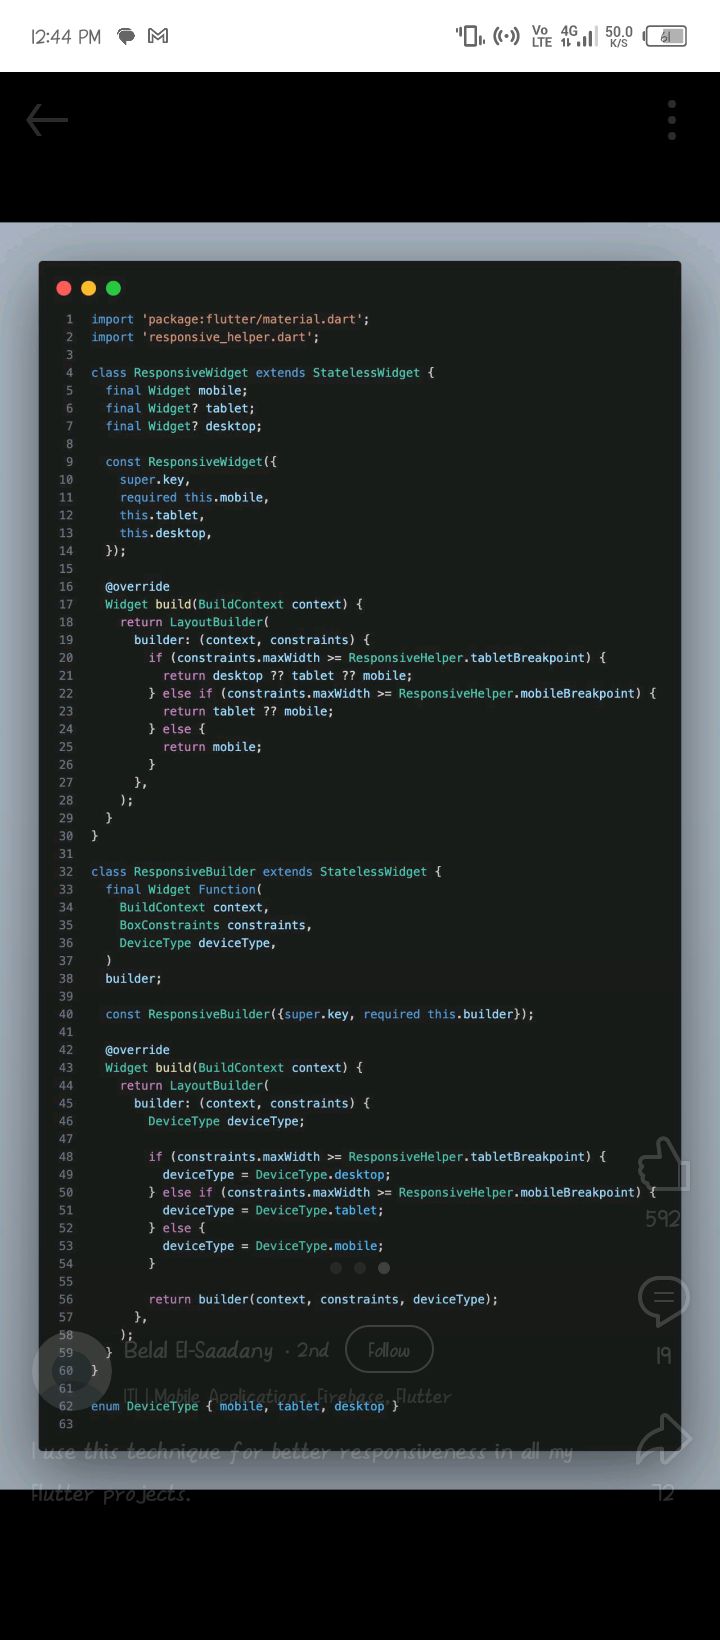 12:44 PM
Vo LTE 4G 50.0 K/S 61
1 import 'package:flutter/material.dart';
2 import 'responsive_helper.dart';
3
4 class ResponsiveWidget extends StatelessWidget {
5 final Widget mobile;
6 final Widget? tablet;
7 final Widget? desktop;
8
9 const ResponsiveWidget({
10 super.key,
11 required this.mobile,
12 this.tablet,
13 this.desktop,
14 });
15
16 @override
17 Widget build(BuildContext context) {
18 return LayoutBuilder(
19 builder: (context, constraints) {
20 if (constraints.maxWidth >= ResponsiveHelper.tabletBreakpoint) {
21 return desktop ?? tablet ?? mobile;
22 } else if (constraints.maxWidth >= ResponsiveHelper.mobileBreakpoint) {
23 return tablet ?? mobile;
24 } else {
25 return mobile;
26 }
27 },
28 );
29 }
30 }
31
32 class ResponsiveBuilder extends StatelessWidget {
33 final Widget Function(
34 BuildContext context,
35 BoxConstraints constraints,
36 DeviceType deviceType,
37 )
38 builder;
39
40 const ResponsiveBuilder({super.key, required this.builder});
41
42 @override
43 Widget build(BuildContext context) {
44 return LayoutBuilder(
45 builder: (context, constraints) {
46 DeviceType deviceType;
47
48 if (constraints.maxWidth >= ResponsiveHelper.tabletBreakpoint) {
49 deviceType = DeviceType.desktop;
50 } else if (constraints.maxWidth >= ResponsiveHelper.mobileBreakpoint) {
51 deviceType = DeviceType.tablet;
52 } else {
53 deviceType = DeviceType.mobile;
54 }
55
56 return builder(context, constraints, deviceType);
57 },
58 );
59 }
60 }
61
62 enum DeviceType { mobile, tablet, desktop }
63
592
19
Belal El-Saadany · 2nd Follow
ITI | Mobile Applications, Firebase, Flutter
I use this technique for better responsiveness in all my
Flutter projects.
72